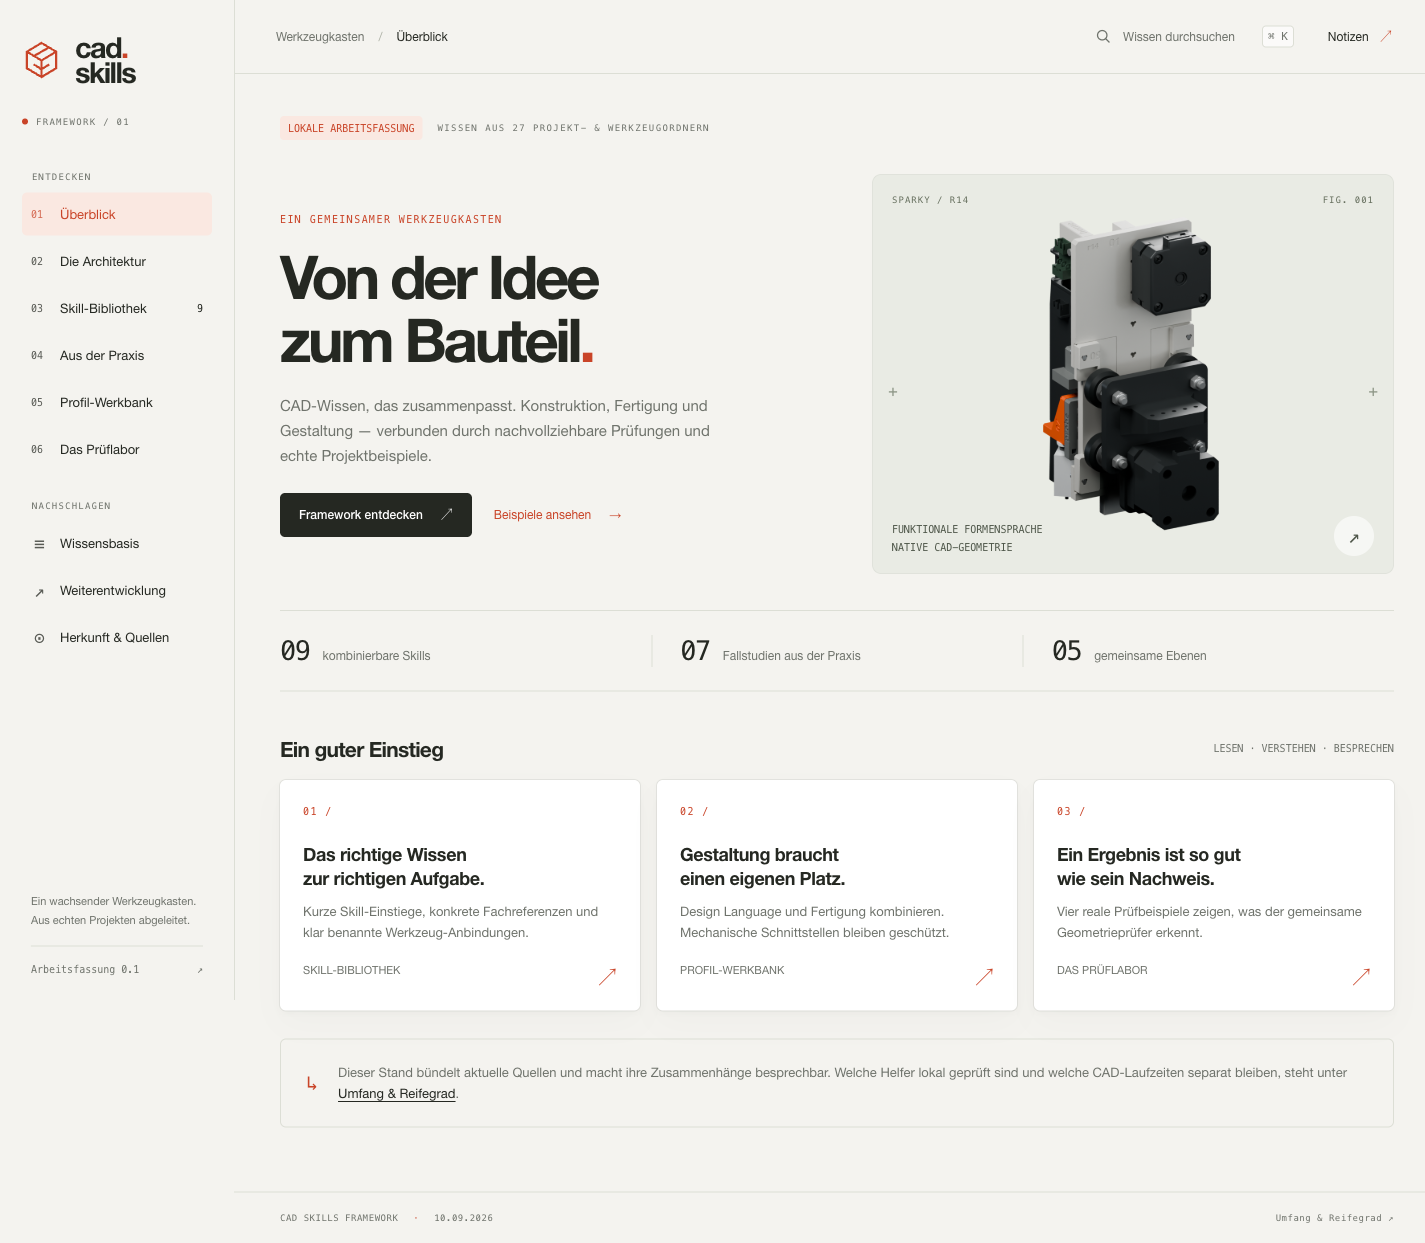 cad.
skills
FRAMEWORK / 01
ENTDECKEN
01 Überblick
02 Die Architektur
03 Skill-Bibliothek 9
04 Aus der Praxis
05 Profil-Werkbank
06 Das Prüflabor
NACHSCHLAGEN
≡ Wissensbasis
↗ Weiterentwicklung
⊙ Herkunft & Quellen
Ein wachsender Werkzeugkasten.
Aus echten Projekten abgeleitet.
Arbeitsfassung 0.1 ↗
Werkzeugkasten / Überblick
Wissen durchsuchen ⌘ K Notizen ↗
LOKALE ARBEITSFASSUNG WISSEN AUS 27 PROJEKT- & WERKZEUGORDNERN
EIN GEMEINSAMER WERKZEUGKASTEN
Von der Idee
zum Bauteil.
CAD-Wissen, das zusammenpasst. Konstruktion, Fertigung und
Gestaltung — verbunden durch nachvollziehbare Prüfungen und
echte Projektbeispiele.
Framework entdecken ↗ Beispiele ansehen →
SPARKY / R14 FIG. 001
+ +
FUNKTIONALE FORMENSPRACHE
NATIVE CAD-GEOMETRIE ↗
09 kombinierbare Skills
07 Fallstudien aus der Praxis
05 gemeinsame Ebenen
Ein guter Einstieg
LESEN · VERSTEHEN · BESPRECHEN
01 /
Das richtige Wissen
zur richtigen Aufgabe.
Kurze Skill-Einstiege, konkrete Fachreferenzen und
klar benannte Werkzeug-Anbindungen.
SKILL-BIBLIOTHEK ↗
02 /
Gestaltung braucht
einen eigenen Platz.
Design Language und Fertigung kombinieren.
Mechanische Schnittstellen bleiben geschützt.
PROFIL-WERKBANK ↗
03 /
Ein Ergebnis ist so gut
wie sein Nachweis.
Vier reale Prüfbeispiele zeigen, was der gemeinsame
Geometrieprüfer erkennt.
DAS PRÜFLABOR ↗
↳ Dieser Stand bündelt aktuelle Quellen und macht ihre Zusammenhänge besprechbar. Welche Helfer lokal geprüft sind und welche CAD-Laufzeiten separat bleiben, steht unter
Umfang & Reifegrad.
CAD SKILLS FRAMEWORK · 10.09.2026
Umfang & Reifegrad ↗